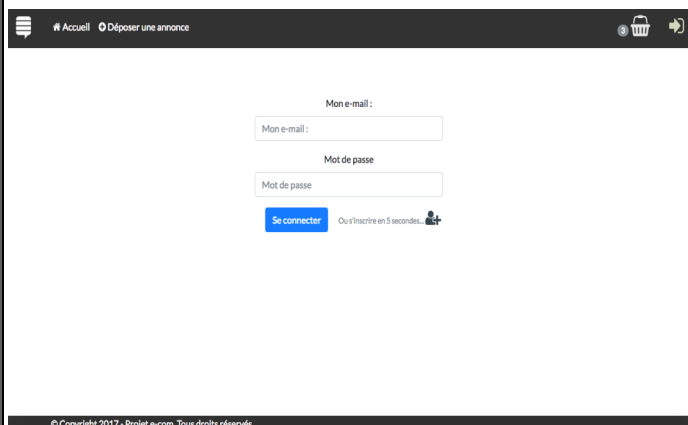 Accueil Déposer une annonce
3
Mon e-mail :
Mon e-mail :
Mot de passe
Mot de passe
Se connecter Ou s'inscrire en 5 secondes...
© Copyright 2017 - Projet e-com. Tous droits réservés